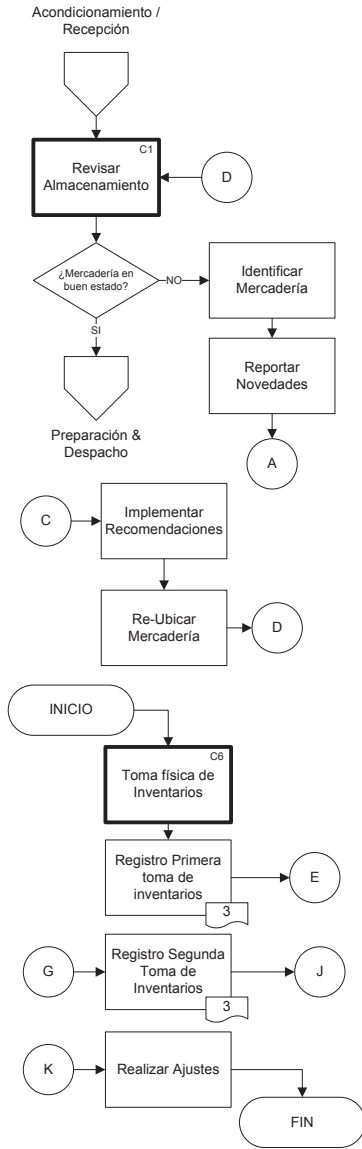 Acondicionamiento /
Recepción
C1
Revisar
Almacenamiento
D
¿Mercadería en
buen estado?
NO
Identificar
Mercadería
SI
Reportar
Novedades
Preparación &
Despacho
A
C
Implementar
Recomendaciones
Re-Ubicar
Mercadería
D
INICIO
C6
Toma física de
Inventarios
Registro Primera
toma de
inventarios
3
E
G
Registro Segunda
Toma de
Inventarios
3
J
K
Realizar Ajustes
FIN